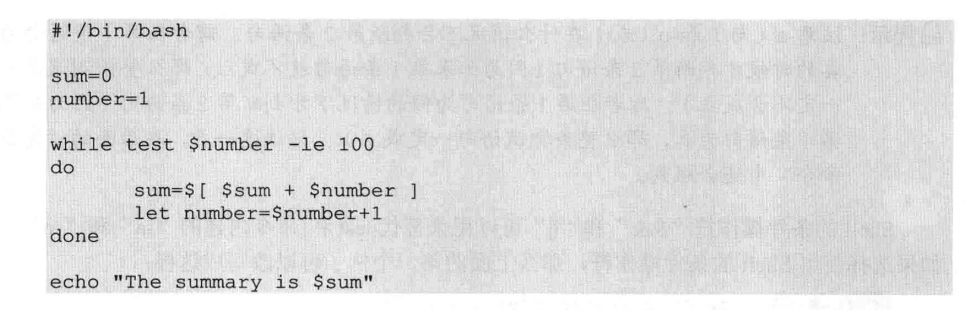 #!/bin/bash
sum=0
number=1
while test $number -le 100
do
sum=$[ $sum + $number ]
let number=$number+1
done
echo "The summary is $sum"